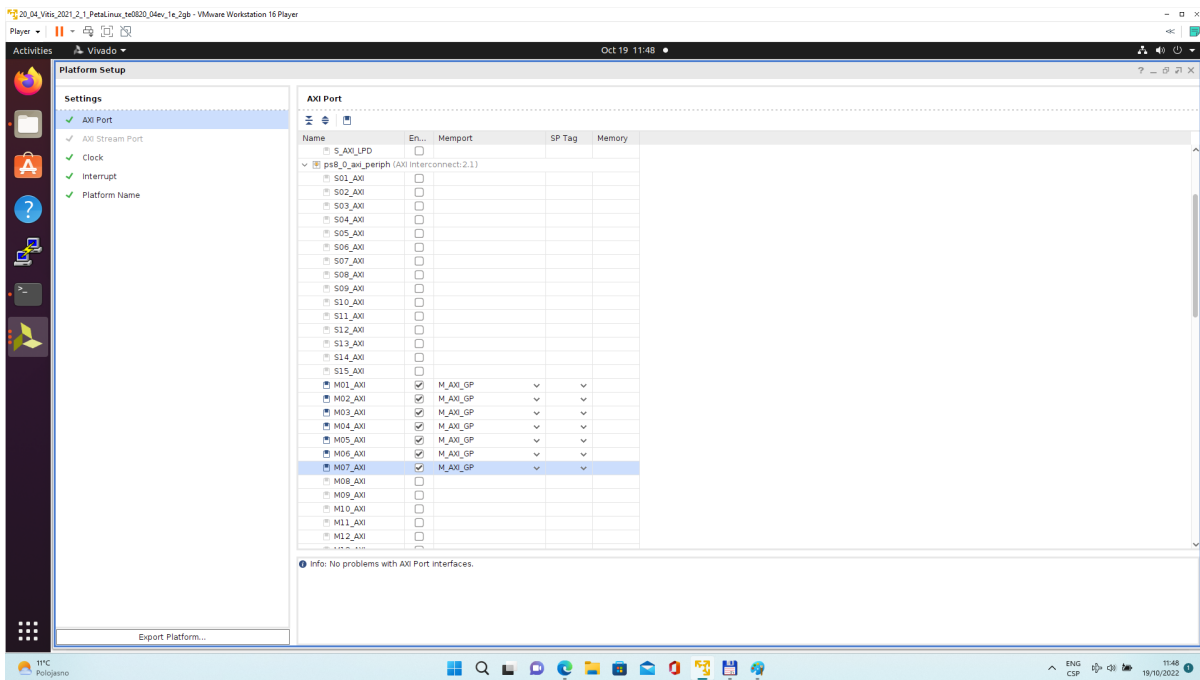 20_04_Vitis_2021_2_1_PetaLinux_te0820_04ev_1e_2gb - VMware Workstation 16 Player
Player
Activities Vivado Oct 19 11:48
Platform Setup
Settings
AXI Port
AXI Stream Port
Clock
Interrupt
Platform Name
Export Platform...
AXI Port
Name En... Memport SP Tag Memory
S_AXI_LPD
ps8_0_axi_periph (AXI Interconnect:2.1)
S01_AXI
S02_AXI
S03_AXI
S04_AXI
S05_AXI
S06_AXI
S07_AXI
S08_AXI
S09_AXI
S10_AXI
S11_AXI
S12_AXI
S13_AXI
S14_AXI
S15_AXI
M01_AXI M_AXI_GP
M02_AXI M_AXI_GP
M03_AXI M_AXI_GP
M04_AXI M_AXI_GP
M05_AXI M_AXI_GP
M06_AXI M_AXI_GP
M07_AXI M_AXI_GP
M08_AXI
M09_AXI
M10_AXI
M11_AXI
M12_AXI
Info: No problems with AXI Port interfaces.
11°C
Polojasno
ENG
CSP
11:48
19/10/2022
1